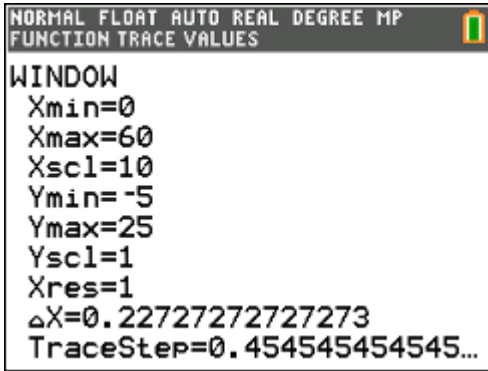 NORMAL FLOAT AUTO REAL DEGREE MP
FUNCTION TRACE VALUES
WINDOW
Xmin=0
Xmax=60
Xscl=10
Ymin=-5
Ymax=25
Yscl=1
Xres=1
△X=0.22727272727273
TraceStep=0.454545454545…